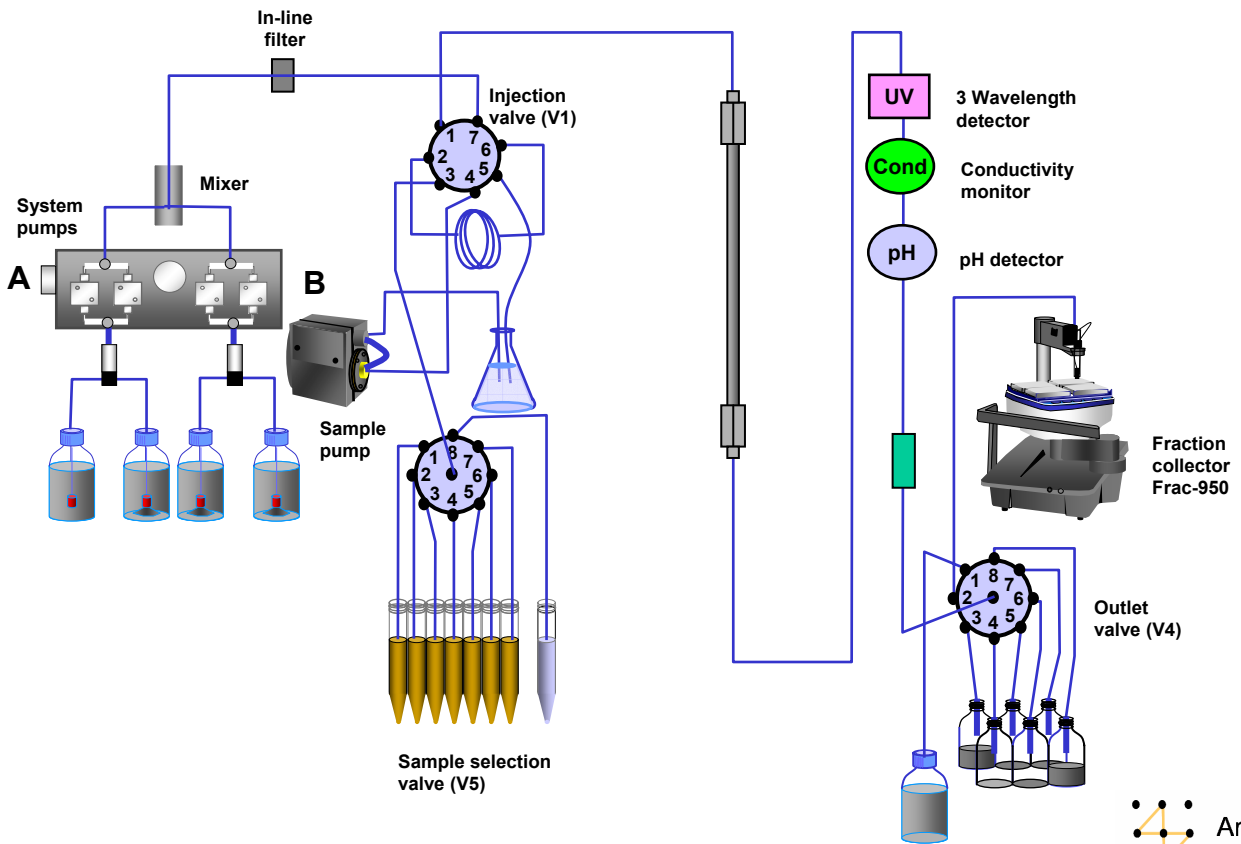 In-line
filter
Injection
valve (V1)
1
7
2
6
3
5
4
Mixer
System
pumps
A
B
Sample
pump
8
1
7
2
6
3
5
4
Sample selection
valve (V5)
UV
3 Wavelength
detector
Cond
Conductivity
monitor
pH
pH detector
Fraction
collector
Frac-950
8
1
7
2
6
3
5
4
Outlet
valve (V4)